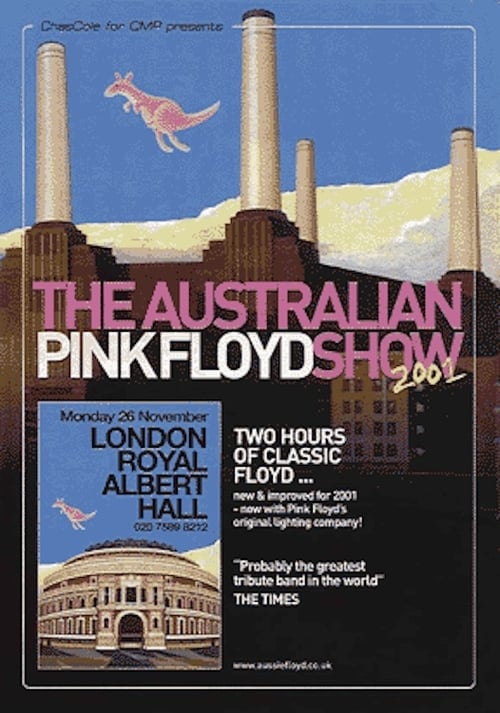 ChasCole for CMP presents
THE AUSTRALIAN
PINK FLOYD SHOW
2001
Monday 26 November
LONDON
ROYAL
ALBERT
HALL
020 7589 8212
TWO HOURS
OF CLASSIC
FLOYD ...
new & improved for 2001
- now with Pink Floyd's
original lighting company!
"Probably the greatest
tribute band in the world"
THE TIMES
www.aussiefloyd.co.uk